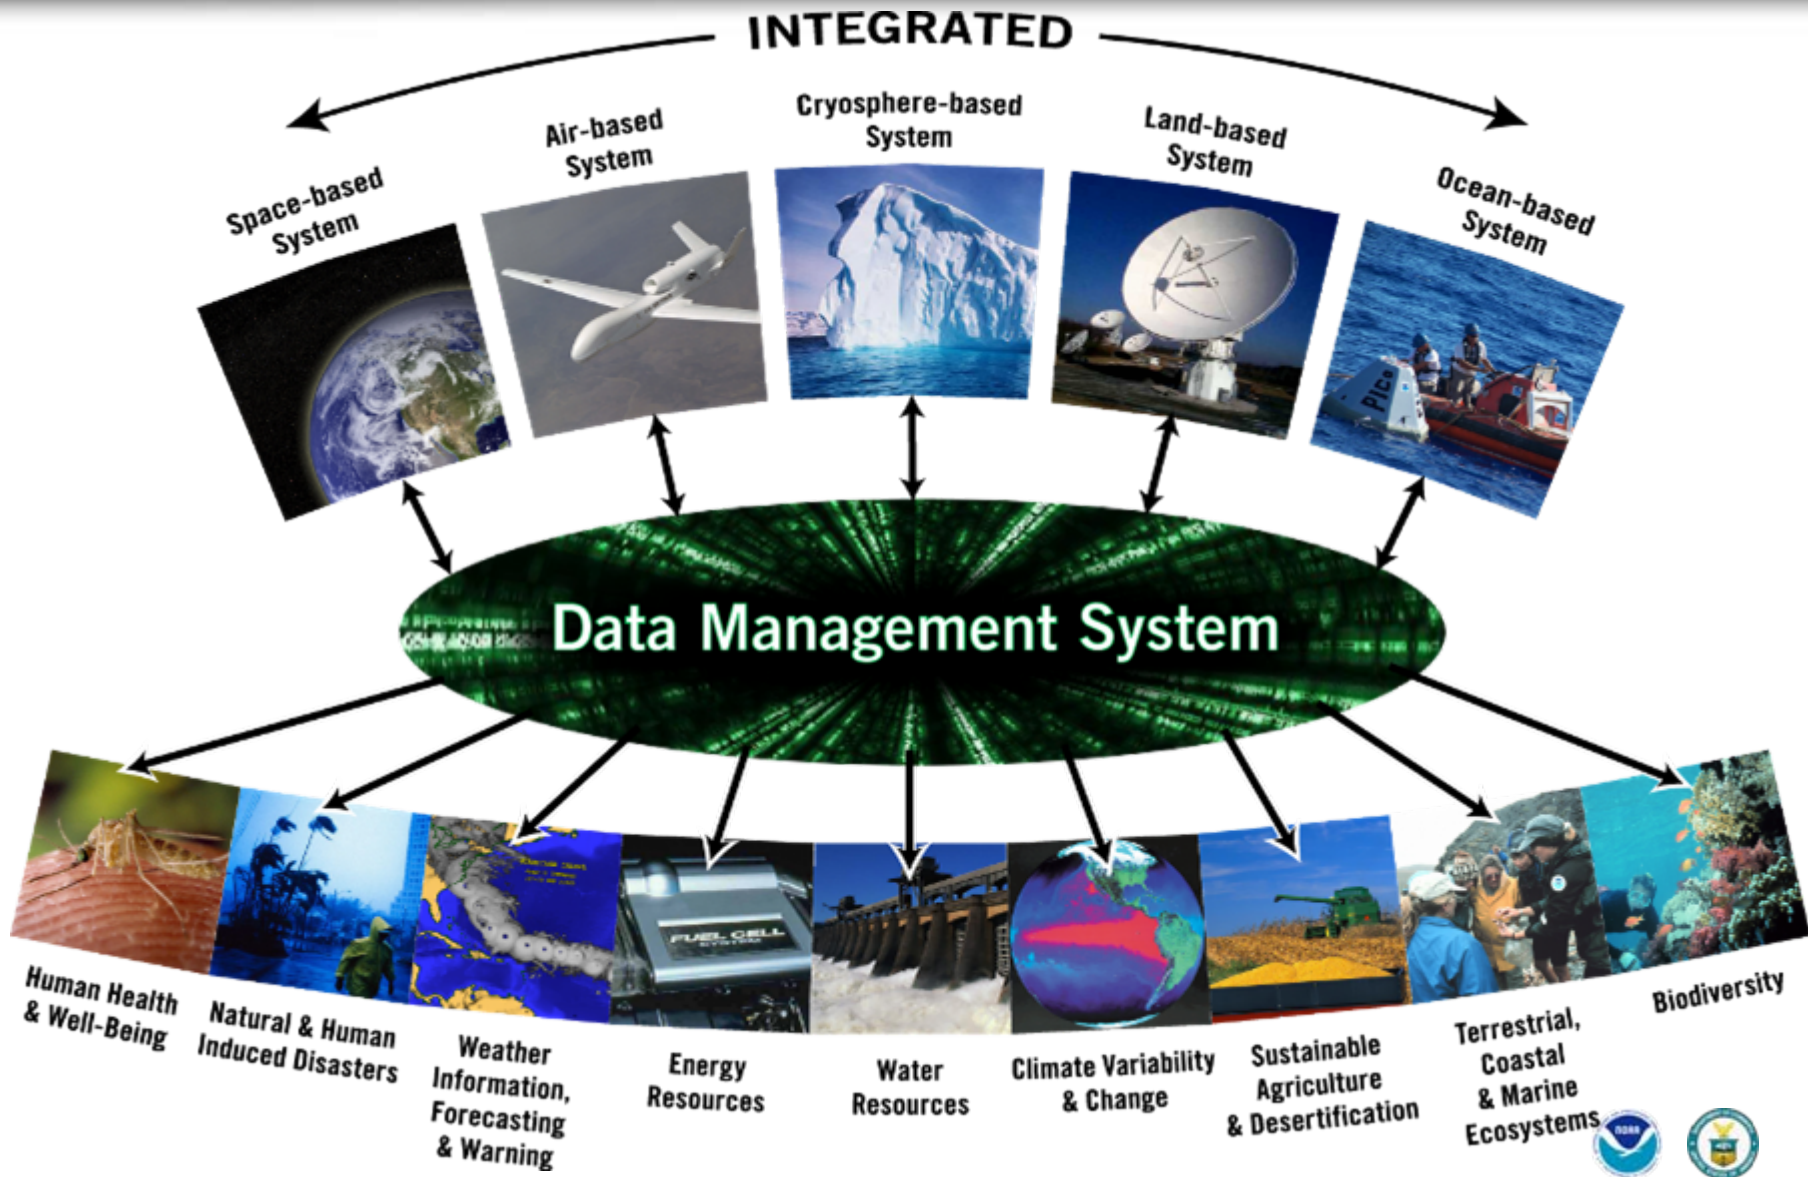 INTEGRATED
Space-based
System
Air-based
System
Cryosphere-based
System
Land-based
System
Ocean-based
System
PICo
Data Management System
FUEL CELL
Human Health
& Well-Being
Natural & Human
Induced Disasters
Weather
Information,
Forecasting
& Warning
Energy
Resources
Water
Resources
Climate Variability
& Change
Sustainable
Agriculture
& Desertification
Terrestrial,
Coastal
& Marine
Ecosystems
Biodiversity
NOAA